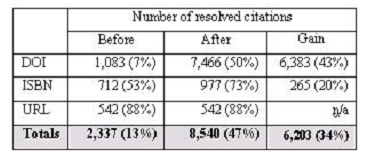 Number of resolved citations
Before After Gain
DOI 1,083 (7%) 7,466 (50%) 6,383 (43%)
ISBN 712 (53%) 977 (73%) 265 (20%)
URL 542 (88%) 542 (88%) n/a
Totals 2,337 (13%) 8,540 (47%) 6,203 (34%)